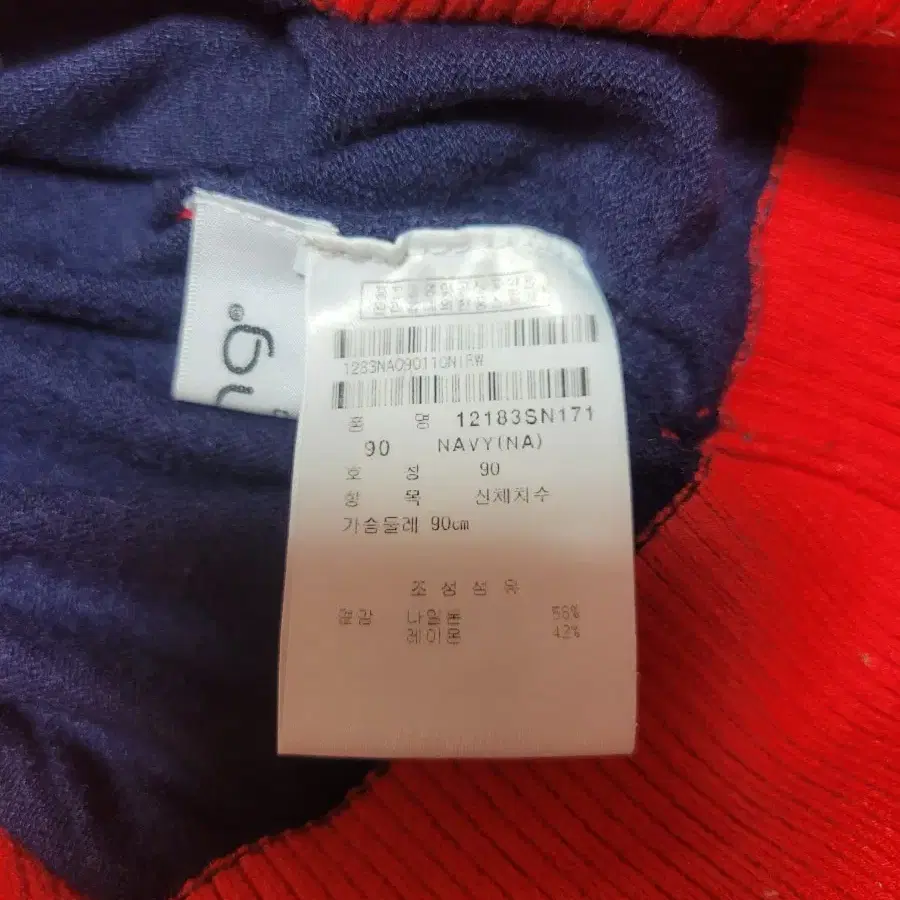 1283NA09011GNIRW
품 명 12183SN171
90 NAVY(NA)
호 칭 90
항 목 신체치수
가슴둘레 90cm
조 성 섬 유
겉감 나일론 58%
레이온 42%